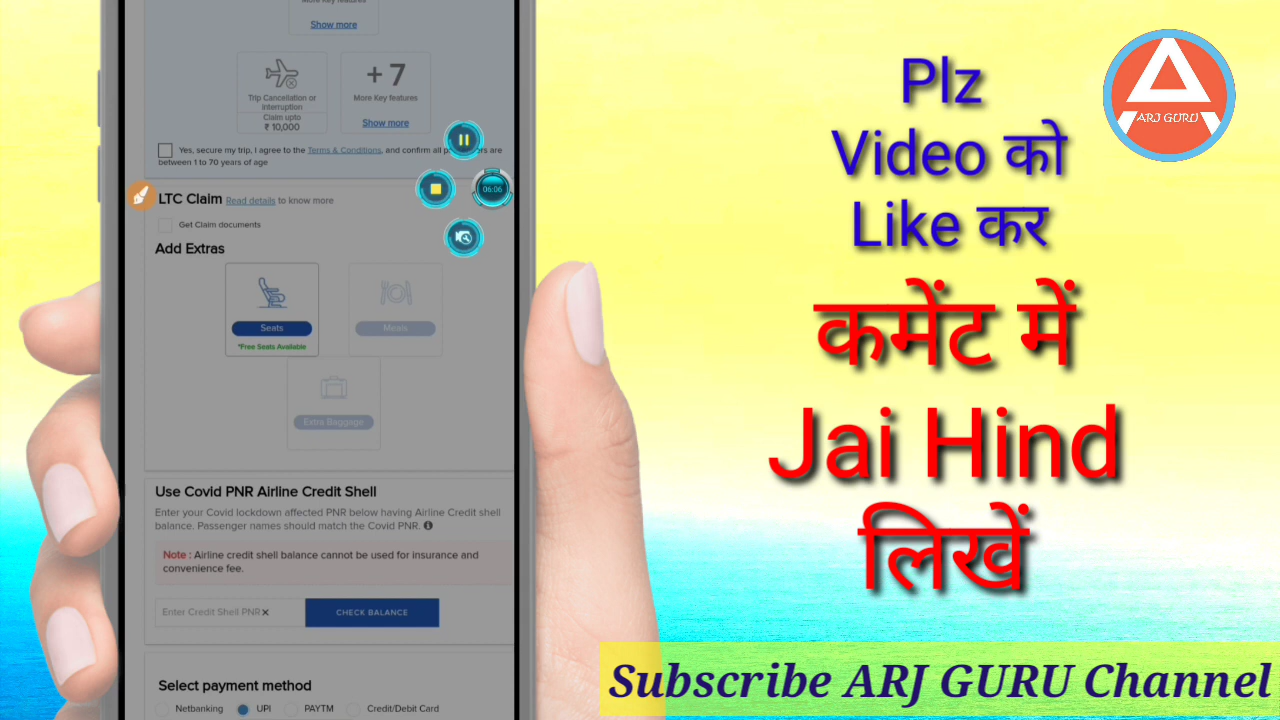 Show more
+ 7
Trip Cancellation or
interruption
Claim upto
₹ 10,000
More Key features
Show more
Yes, secure my trip, I agree to the Terms & Conditions, and confirm all
between 1 to 70 years of age
LTC Claim Read details to know more
Get Claim documents
Add Extras
Seats
Meals
*Free Seats Available
Extra Baggage
Use Covid PNR Airline Credit Shell
Enter your Covid lockdown affected PNR below having Airline Credit shell
balance. Passenger names should match the Covid PNR.
Note : Airline credit shell balance cannot be used for insurance and
convenience fee.
Enter Credit Shell PNR
CHECK BALANCE
Select payment method
Netbanking UPI PAYTM Credit/Debit Card
06:06
Plz
Video को
Like कर
कमेंट में
Jai Hind
लिखें
ARJ GURU
Subscribe ARJ GURU Channel